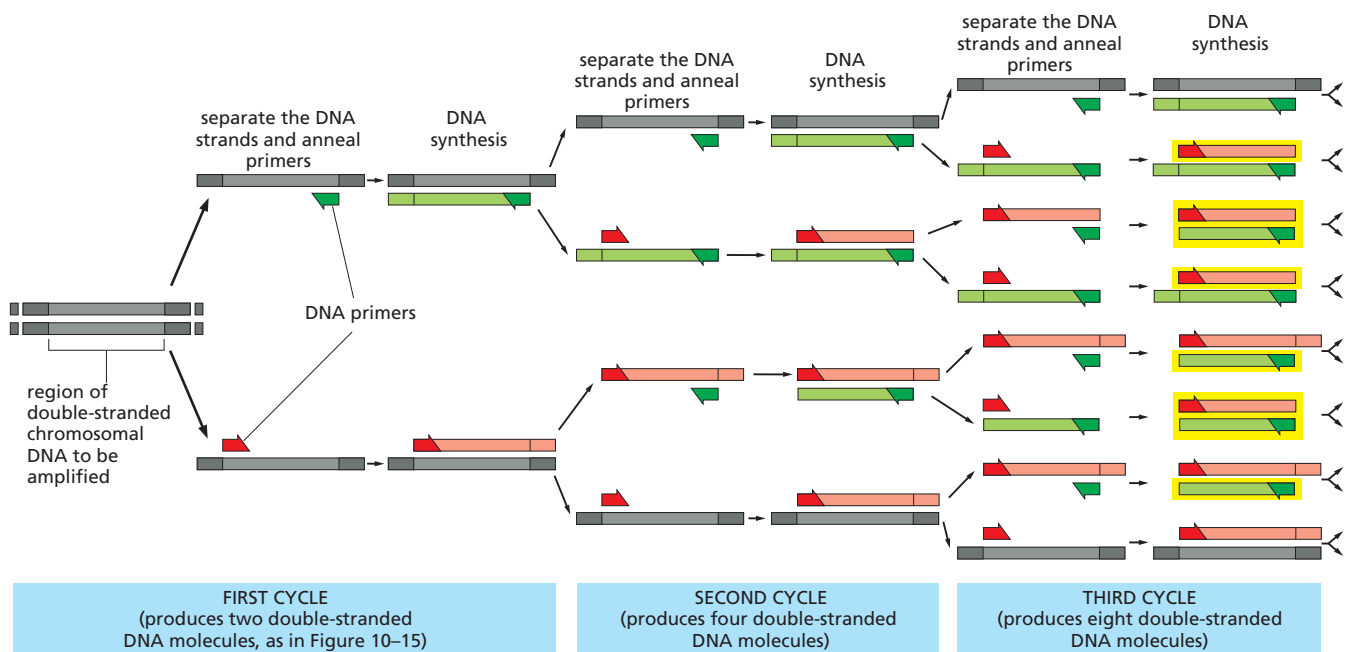 separate the DNA
strands and anneal
primers
DNA
synthesis
separate the DNA
strands and anneal
primers
DNA
synthesis
separate the DNA
strands and anneal
primers
DNA
synthesis
DNA primers
region of
double-stranded
chromosomal
DNA to be
amplified
FIRST CYCLE
(produces two double-stranded
DNA molecules, as in Figure 10–15)
SECOND CYCLE
(produces four double-stranded
DNA molecules)
THIRD CYCLE
(produces eight double-stranded
DNA molecules)